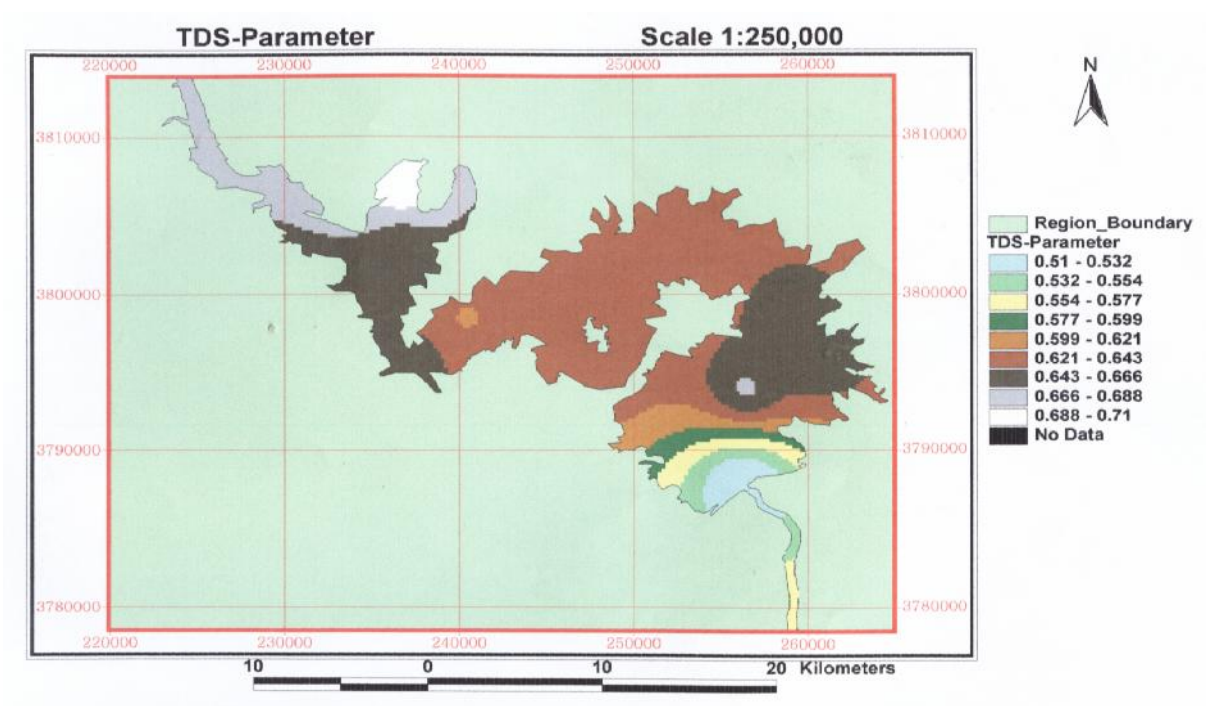 TDS-Parameter Scale 1:250,000
220000 230000 240000 250000 260000
N
3810000 3810000
3800000 3800000
3790000 3790000
3780000 3780000
220000 230000 240000 250000 260000
Region_Boundary
TDS-Parameter
0.51 - 0.532
0.532 - 0.554
0.554 - 0.577
0.577 - 0.599
0.599 - 0.621
0.621 - 0.643
0.643 - 0.666
0.666 - 0.688
0.688 - 0.71
No Data
10 0 10 20 Kilometers